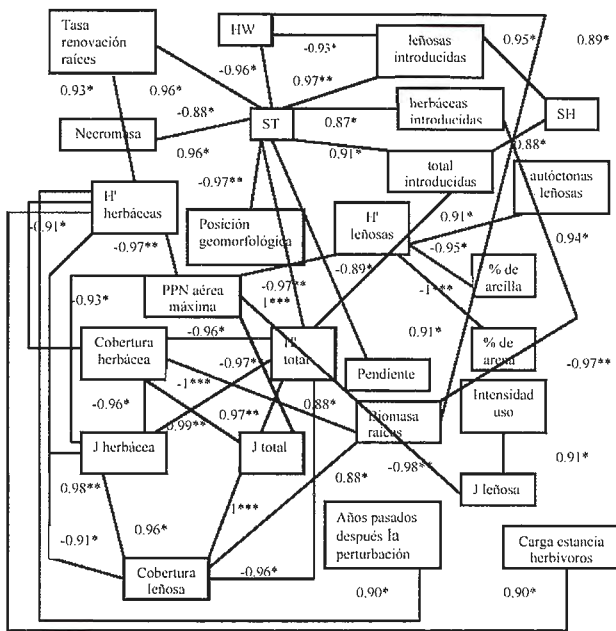 Tasa
renovación
raíces
HW
-0.93*
leñosas
introducidas
0.95*
0.89*
0.93*
0.96*
-0.96*
0.97**
-0.88*
herbáceas
introducidas
SH
Necromasa
ST
0.87*
0.96*
0.91*
0.88*
total
introducidas
autóctonas
leñosas
H'
herbáceas
-0.97**
Posición
geomorfológica
H'
leñosas
0.91*
-0.91*
-0.97**
-0.95*
0.94*
-0.89*
% de
arcilla
PPN aérea
máxima
-0.97**
1***
-1***
-0.93*
Cobertura
herbácea
-0.96*
H'
total
0.91*
% de
arena
-0.97**
Pendiente
-0.97**
-1***
Intensidad
uso
-0.96*
0.99**
0.97**
0.88*
Biomasa
raíces
J herbácea
J total
-0.98**
0.91*
0.98**
0.88*
J leñosa
1***
0.96*
Años pasados
después la
perturbación
-0.91*
Carga estancia
herbívoros
Cobertura
leñosa
-0.96*
0.90*
0.90*